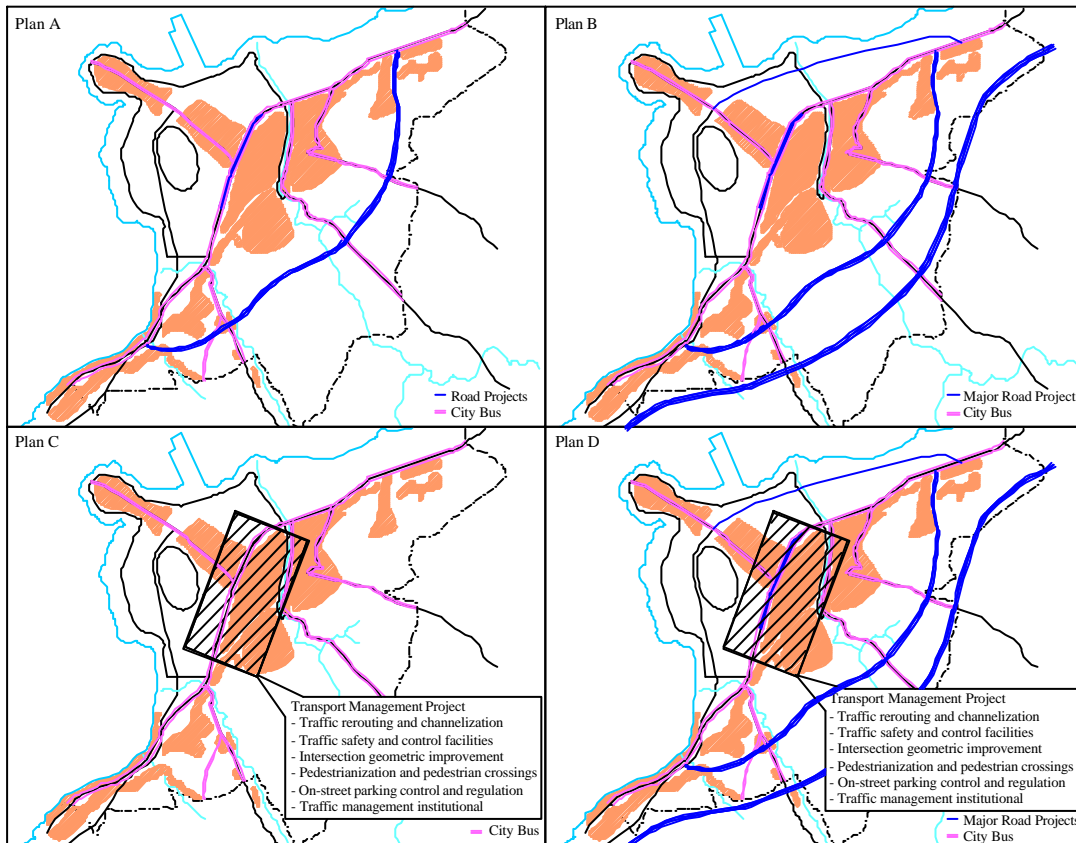 Plan A
Road Projects
City Bus
Plan B
Major Road Projects
City Bus
Plan C
Transport Management Project
- Traffic rerouting and channelization
- Traffic safety and control facilities
- Intersection geometric improvement
- Pedestrianization and pedestrian crossings
- On-street parking control and regulation
- Traffic management institutional
City Bus
Plan D
Transport Management Project
- Traffic rerouting and channelization
- Traffic safety and control facilities
- Intersection geometric improvement
- Pedestrianization and pedestrian crossings
- On-street parking control and regulation
- Traffic management institutional
Major Road Projects
City Bus